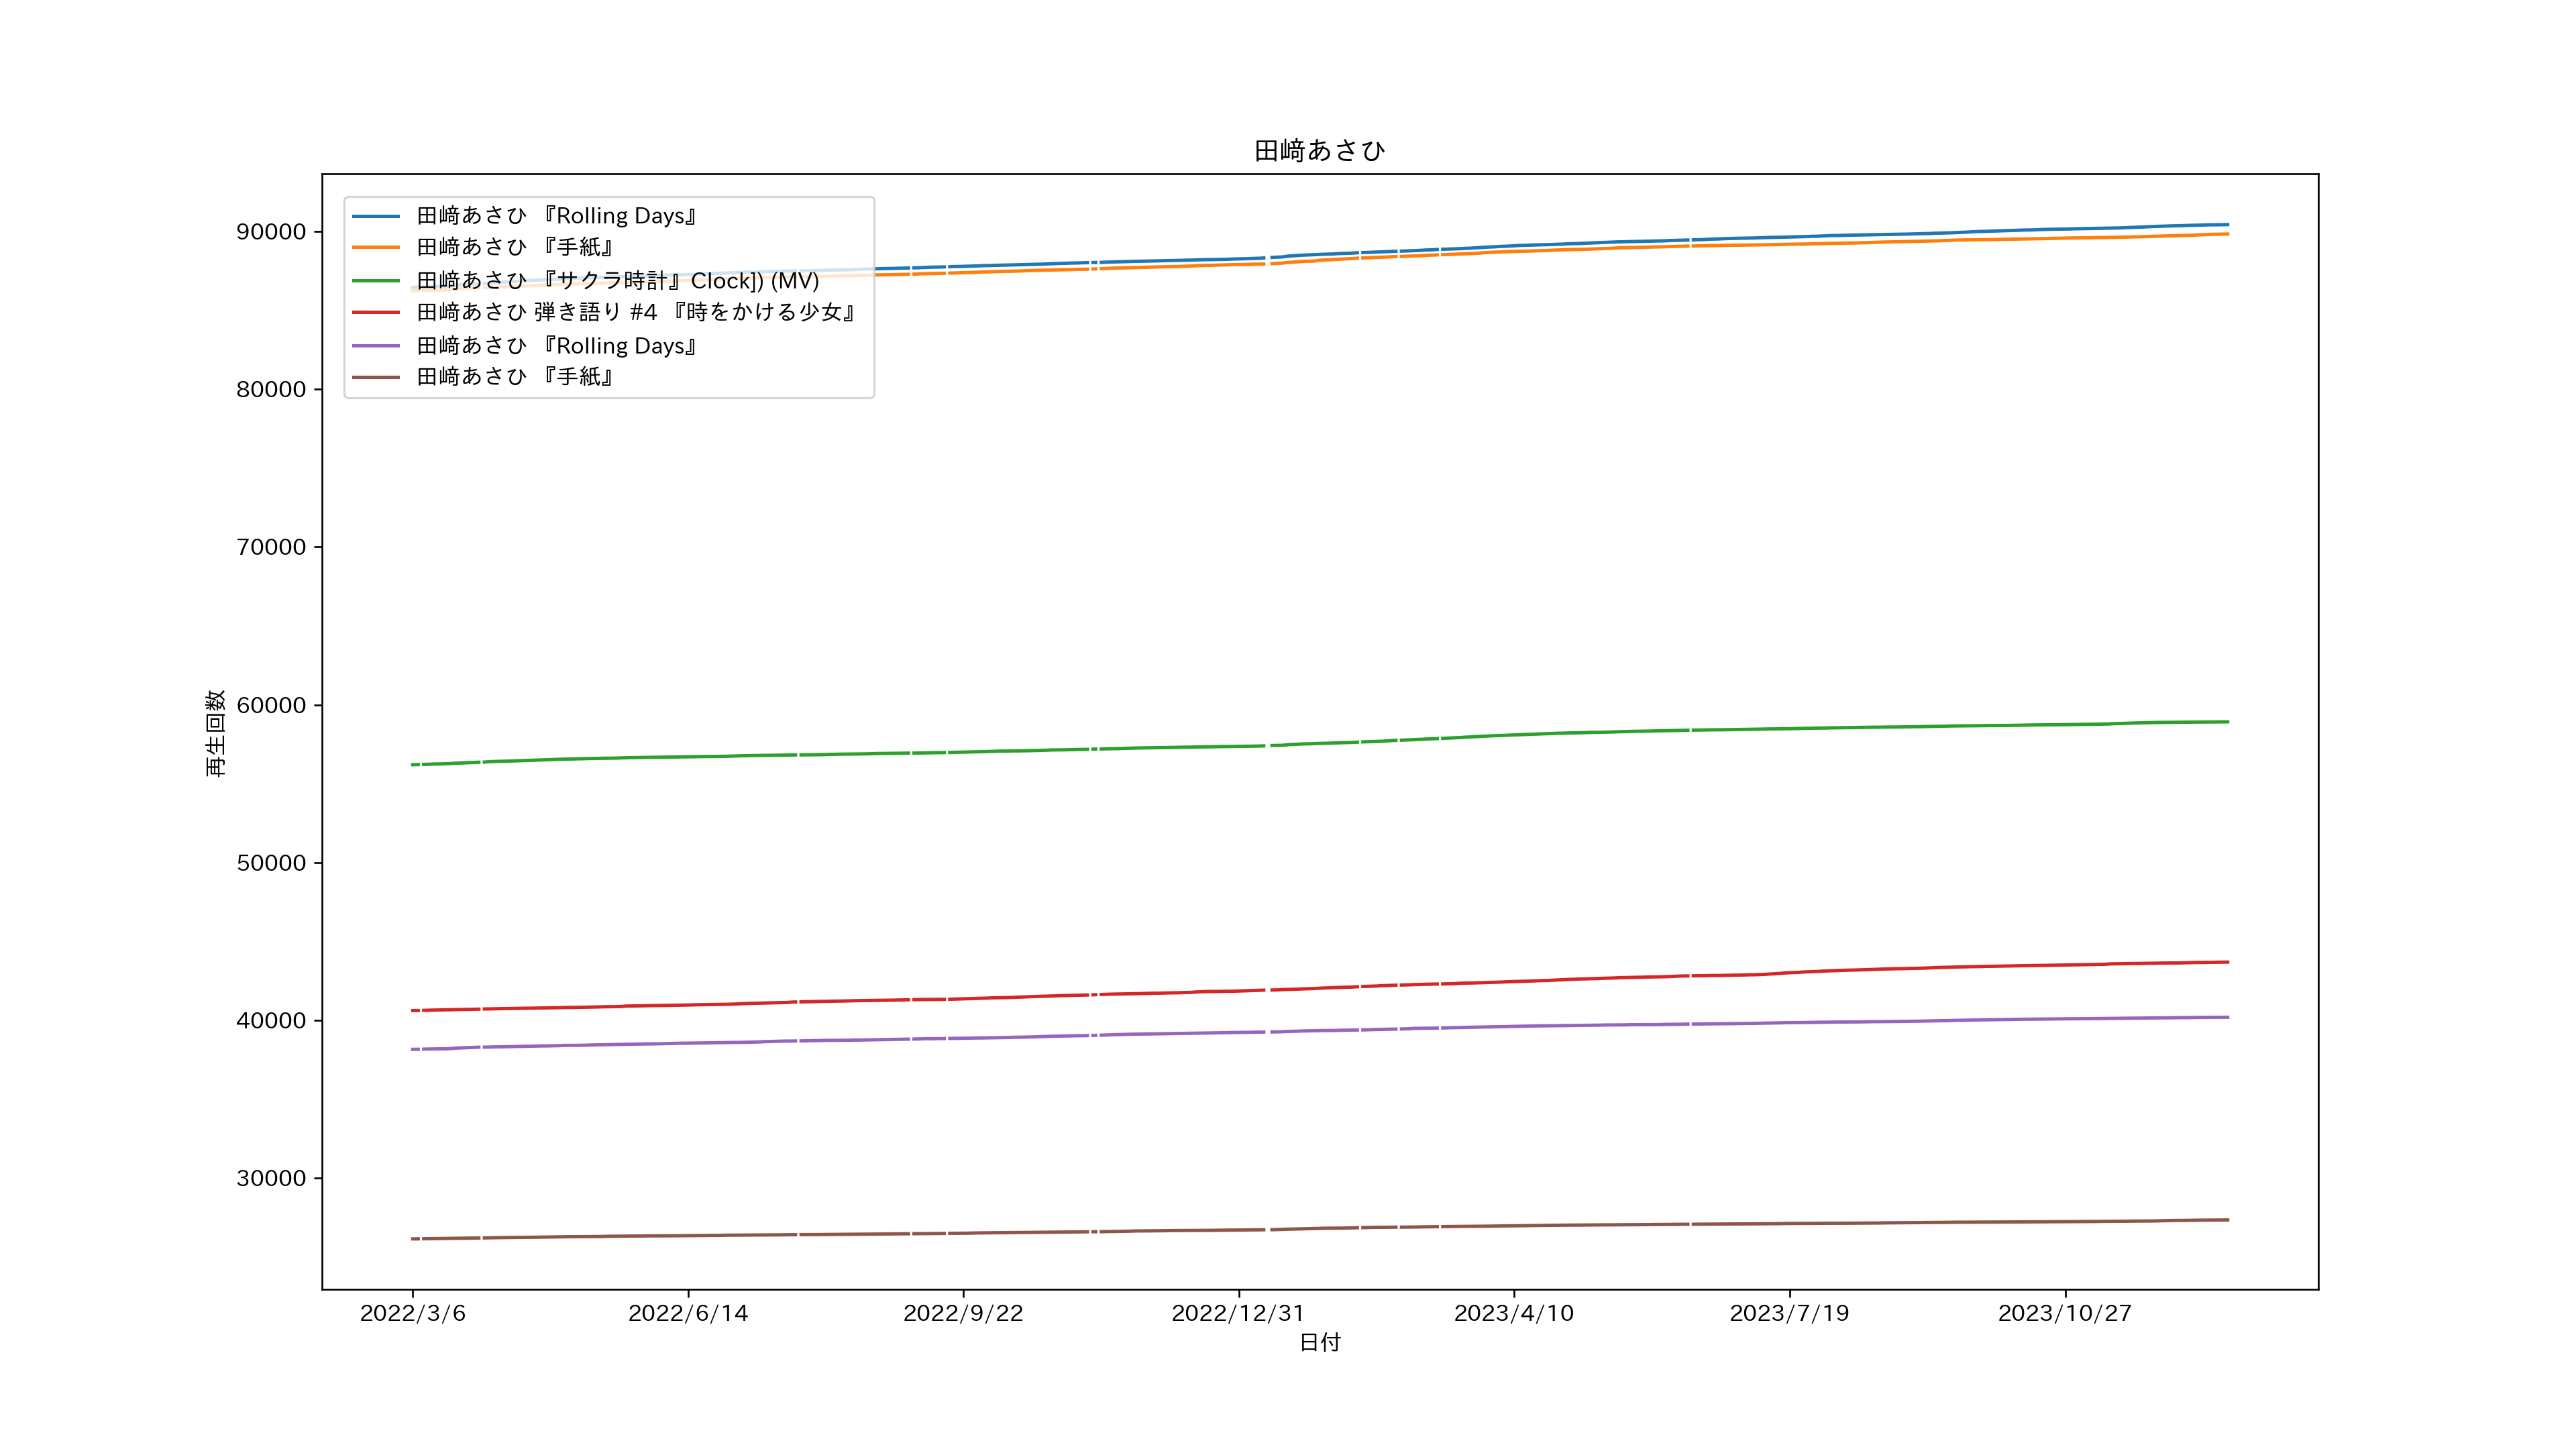 田﨑あさひ
田﨑あさひ 『Rolling Days』
田﨑あさひ 『手紙』
田﨑あさひ 『サクラ時計』Clock]) (MV)
田﨑あさひ 弾き語り #4 『時をかける少女』
田﨑あさひ 『Rolling Days』
田﨑あさひ 『手紙』
90000
80000
70000
60000
50000
40000
30000
再生回数
2022/3/6 2022/6/14 2022/9/22 2022/12/31 2023/4/10 2023/7/19 2023/10/27
日付